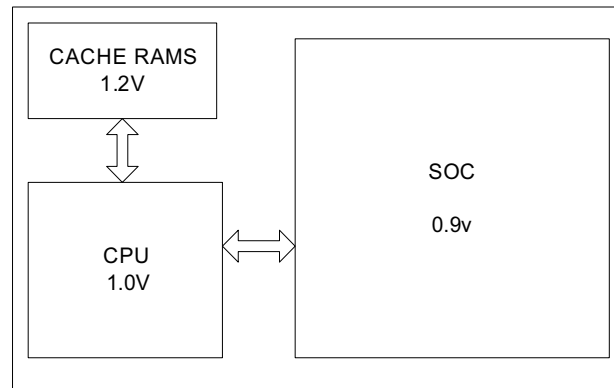 CACHE RAMS
1.2V
SOC
0.9v
CPU
1.0V